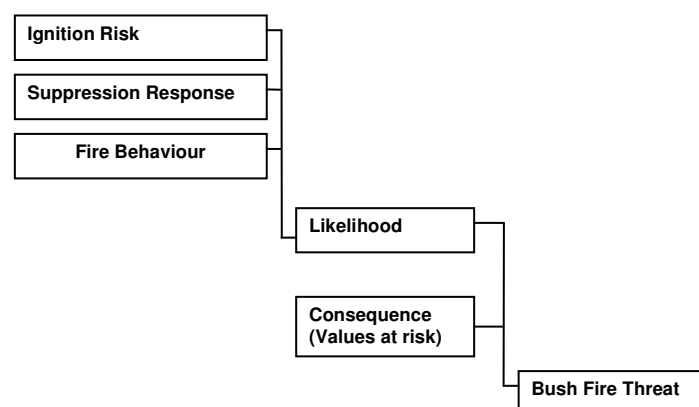 Ignition Risk
Suppression Response
Fire Behaviour
Likelihood
Consequence
(Values at risk)
Bush Fire Threat